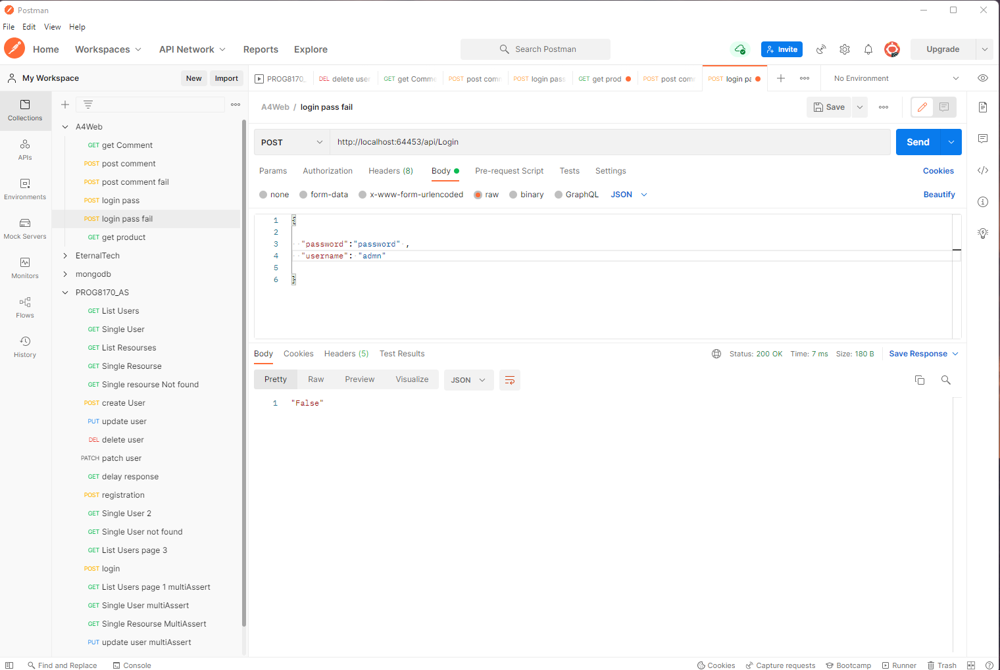 Postman
File Edit View Help
Home Workspaces API Network Reports Explore Search Postman Invite Upgrade
My Workspace New Import
PROG8170_ DEL delete user GET get Comme POST post comm POST login pass GET get prod POST post com POST login pa No Environment
A4Web / login pass fail Save
POST http://localhost:64453/api/Login Send
Params Authorization Headers (8) Body Pre-request Script Tests Settings Cookies
none form-data x-www-form-urlencoded raw binary GraphQL JSON Beautify
1 {
2
3 "password":"password" ,
4 "username": "admn"
5
6 }
Body Cookies Headers (5) Test Results Status: 200 OK Time: 7 ms Size: 180 B Save Response
Pretty Raw Preview Visualize JSON
1 "False"
Collections
APIs
Environments
Mock Servers
Monitors
Flows
History
A4Web
GET get Comment
POST post comment
POST post comment fail
POST login pass
POST login pass fail
GET get product
EternalTech
mongodb
PROG8170_AS
GET List Users
GET Single User
GET List Resourses
GET Single Resourse
GET Single resourse Not found
POST create User
PUT update user
DEL delete user
PATCH patch user
GET delay response
POST registration
GET Single User 2
GET Single User not found
GET List Users page 3
POST login
GET List Users page 1 multiAssert
GET Single User multiAssert
GET Single Resourse MultiAssert
PUT update user multiAssert
Find and Replace Console Cookies Capture requests Bootcamp Runner Trash